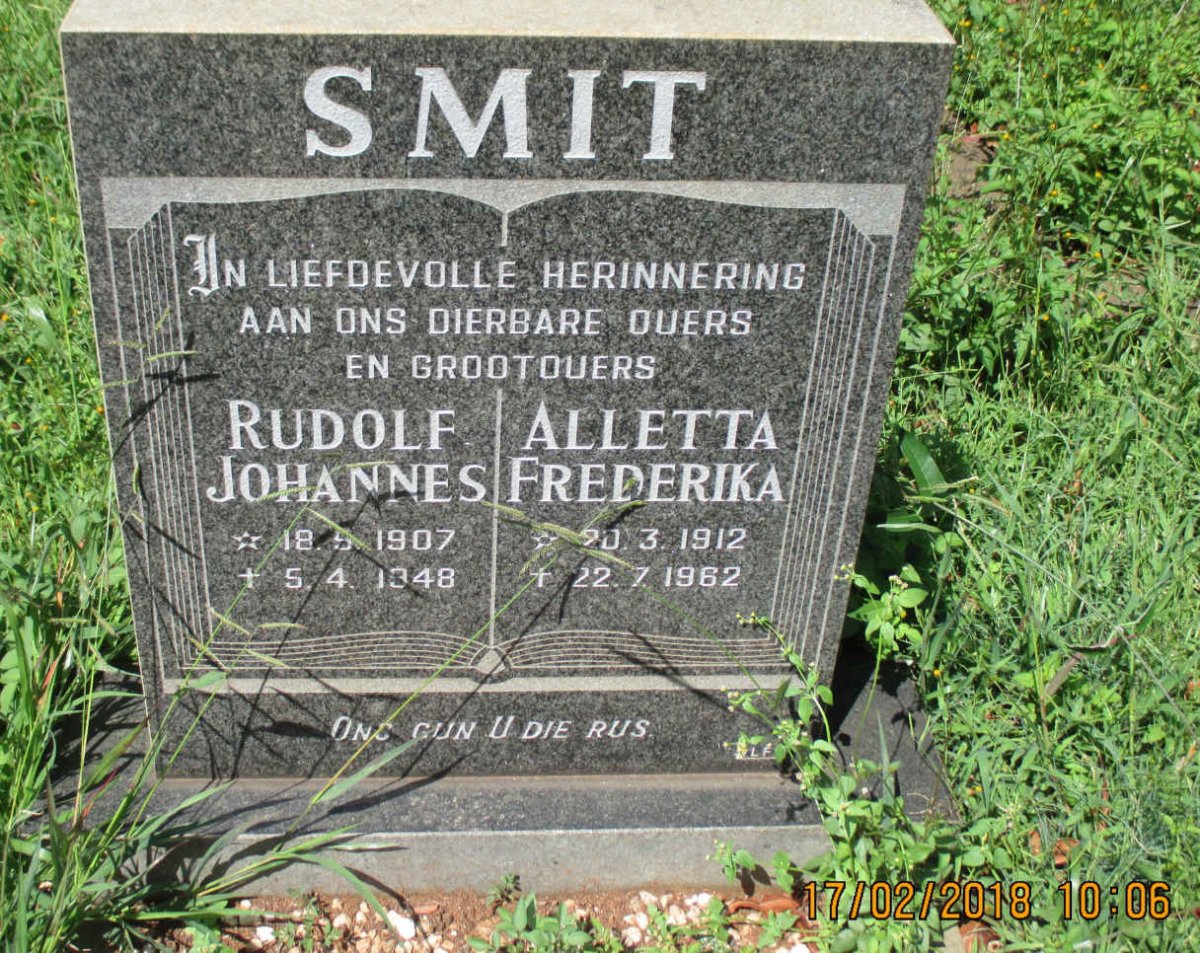 SMIT
IN LIEFDEVOLLE HERINNERING
AAN ONS DIERBARE OUERS
EN GROOTOUERS
RUDOLF
JOHANNES
☆ 18. 5. 1907
✝ 5. 4. 1948
ALLETTA
FREDERIKA
☆ 20. 3. 1912
✝ 22. 7. 1962
ONS GUN U DIE RUS.
17/02/2018 10:06